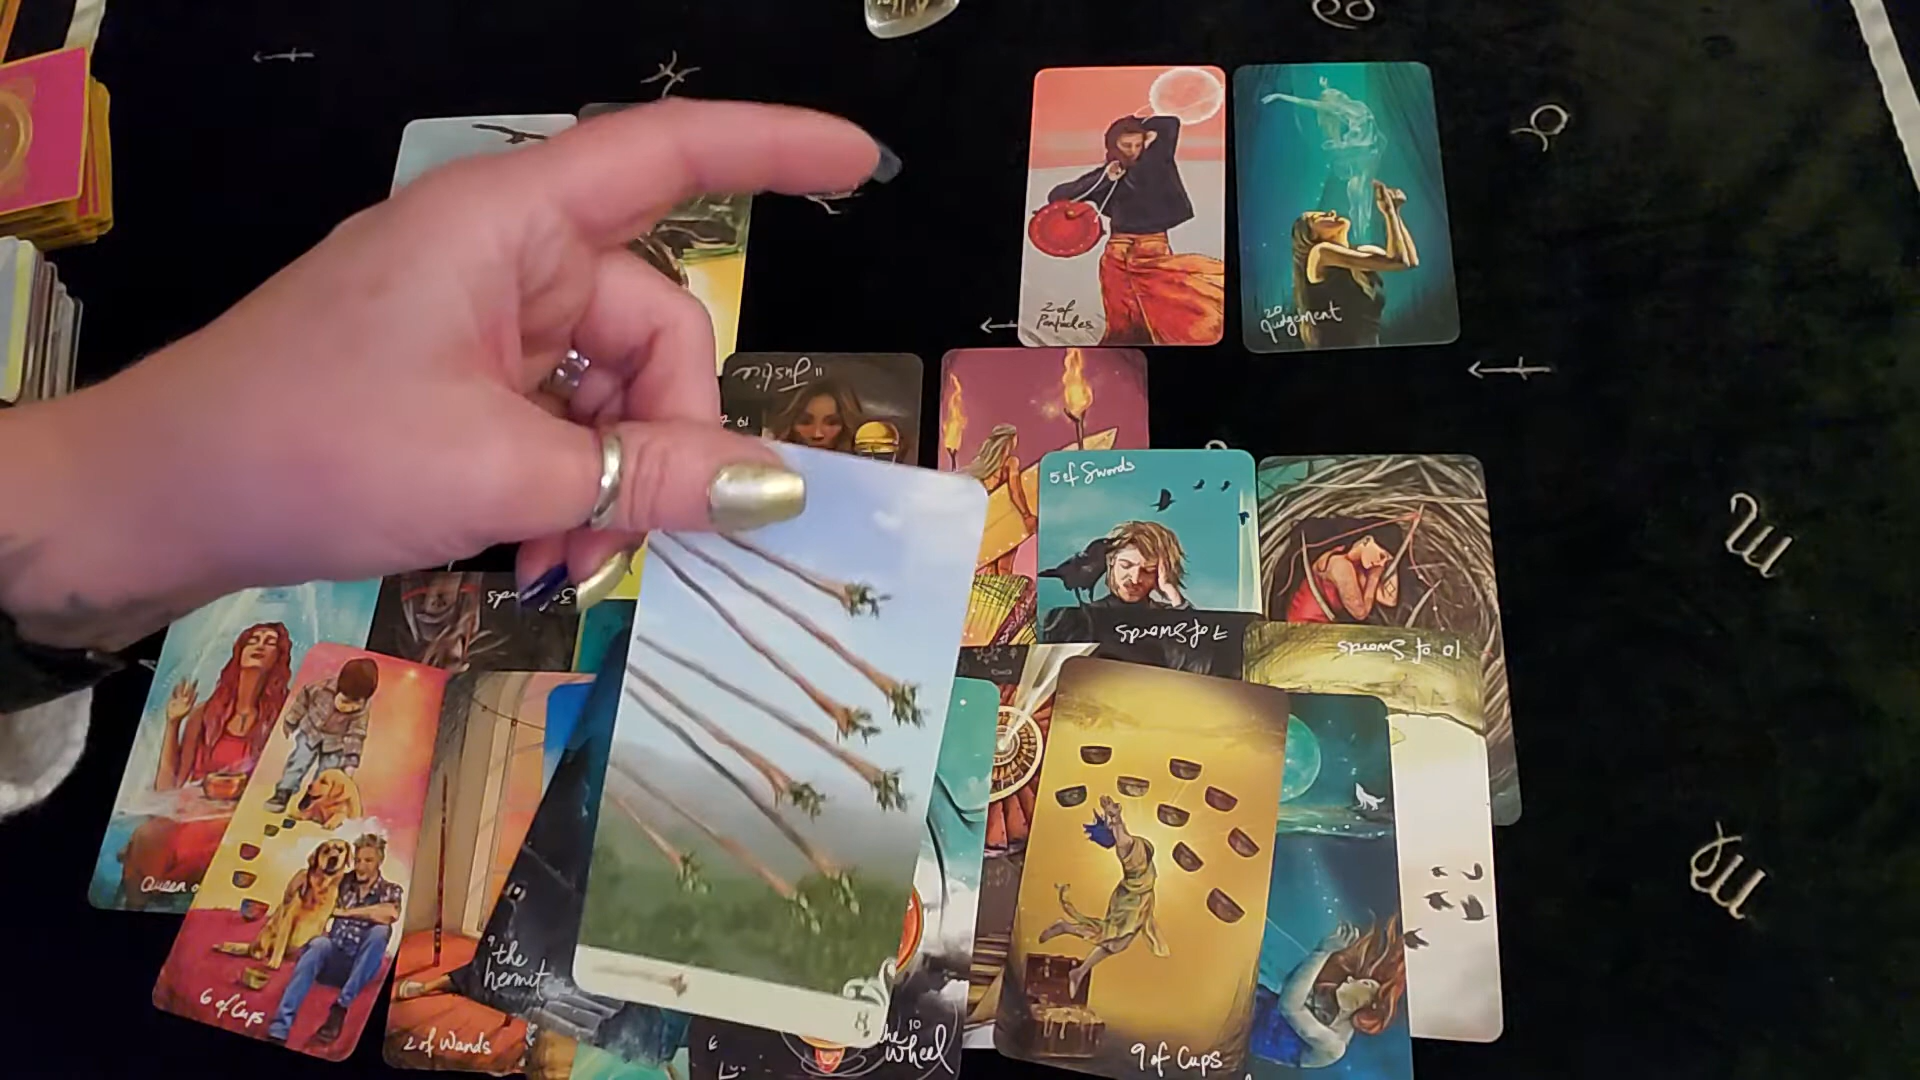 2 of
Pentacles
20
Judgement
11 Justice
5 of Swords
7 of Swords
10 of Swords
Queen
6 of Cups
2 of Wands
9
the
hermit
8
10
the
wheel
9 of Cups